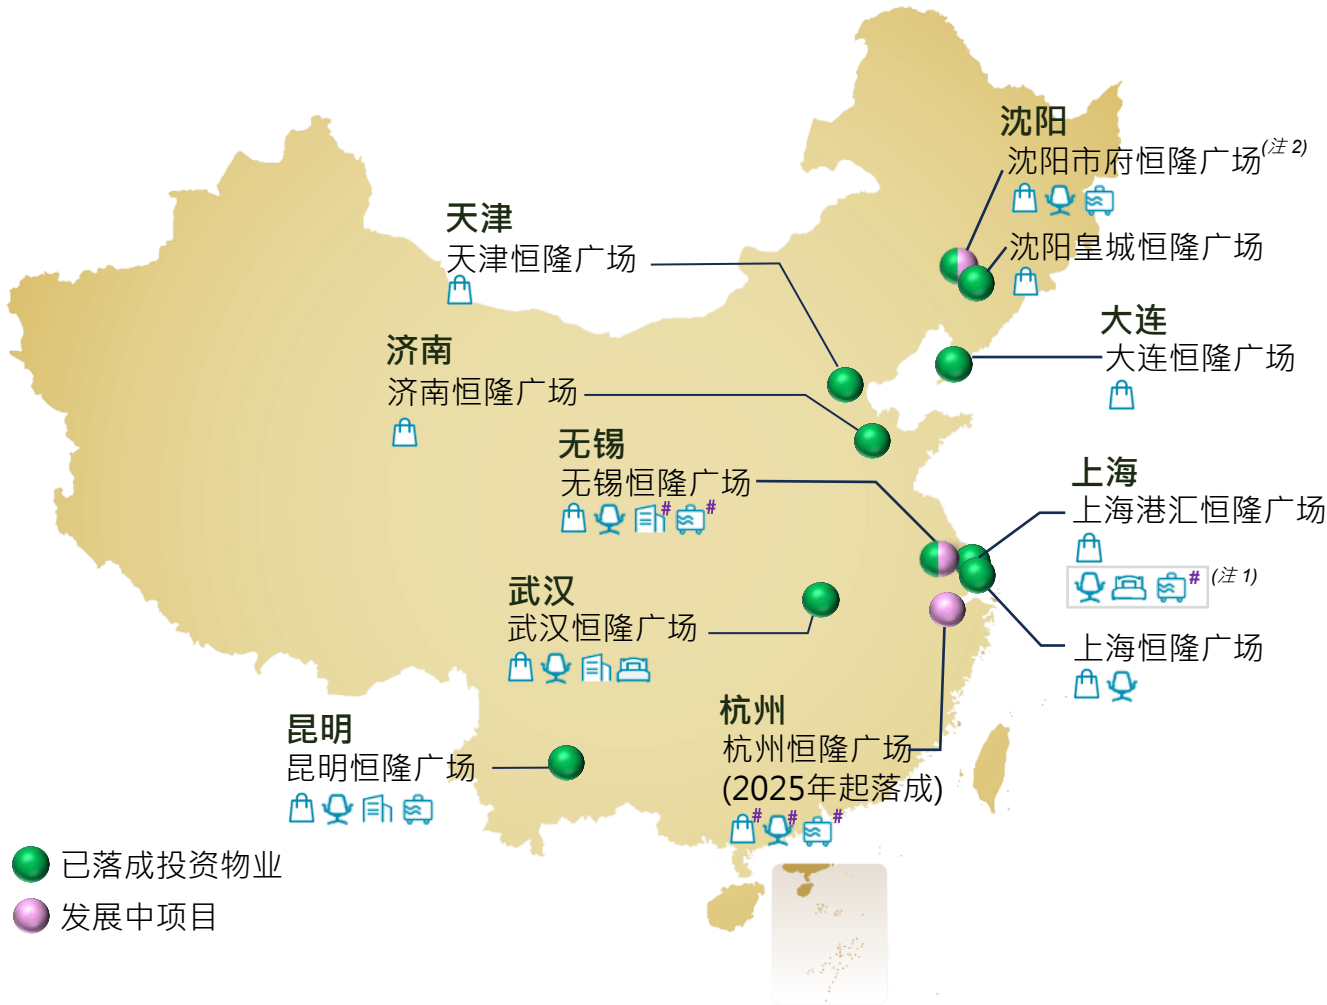 沈阳
沈阳市府恒隆广场(注 2)
沈阳皇城恒隆广场
天津
天津恒隆广场
大连
大连恒隆广场
济南
济南恒隆广场
无锡
无锡恒隆广场
# #
上海
上海港汇恒隆广场
# (注 1)
上海恒隆广场
武汉
武汉恒隆广场
杭州
杭州恒隆广场
(2025年起落成)
# # #
昆明
昆明恒隆广场
已落成投资物业
发展中项目